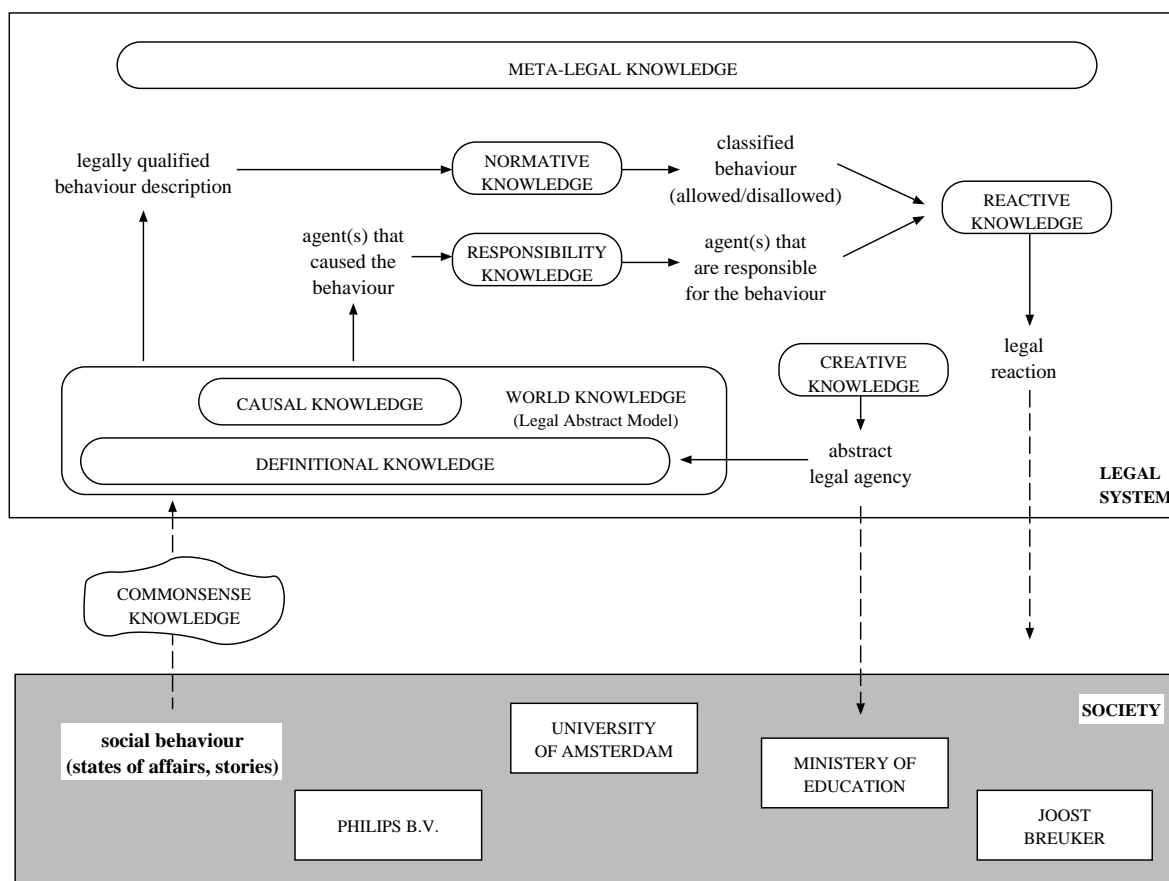 META-LEGAL KNOWLEDGE
legally qualified
behaviour description
NORMATIVE
KNOWLEDGE
classified
behaviour
(allowed/disallowed)
REACTIVE
KNOWLEDGE
agent(s) that
caused the
behaviour
RESPONSIBILITY
KNOWLEDGE
agent(s) that
are responsible
for the behaviour
legal
reaction
CREATIVE
KNOWLEDGE
CAUSAL KNOWLEDGE
WORLD KNOWLEDGE
(Legal Abstract Model)
DEFINITIONAL KNOWLEDGE
abstract
legal agency
LEGAL
SYSTEM
COMMONSENSE
KNOWLEDGE
SOCIETY
social behaviour
(states of affairs, stories)
UNIVERSITY
OF AMSTERDAM
MINISTERY OF
EDUCATION
PHILIPS B.V.
JOOST
BREUKER